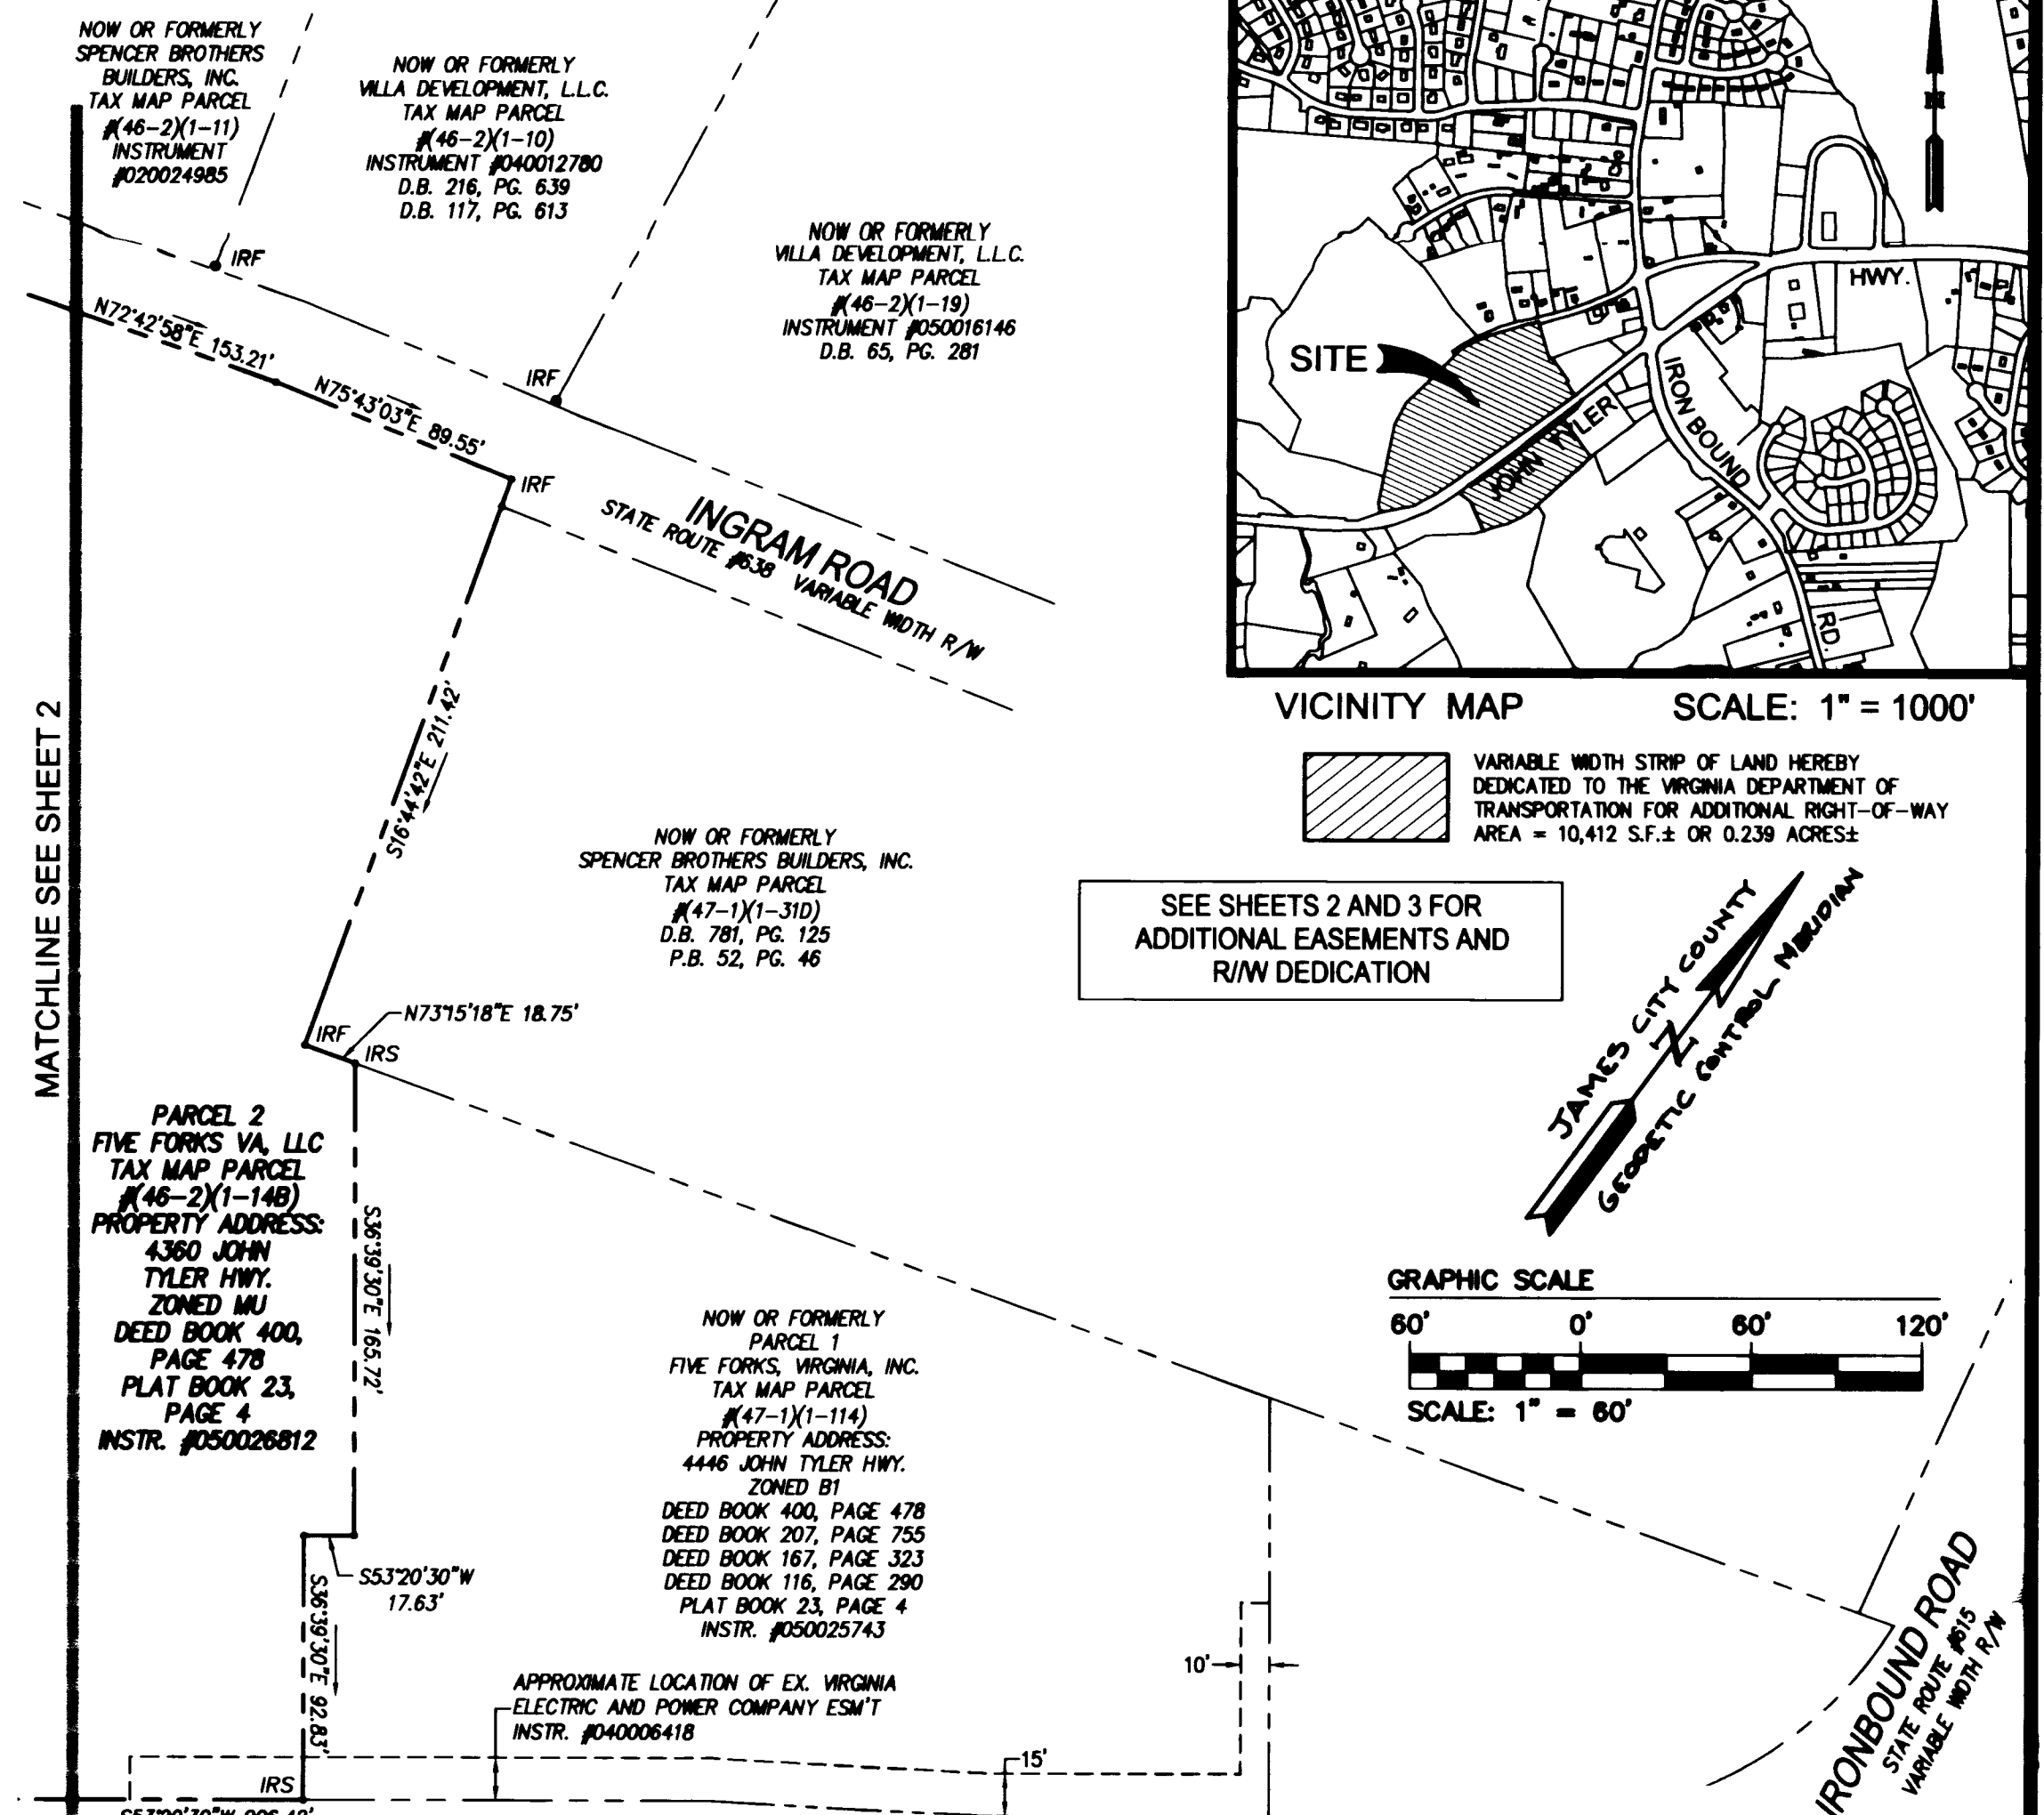 NOW OR FORMERLY
SPENCER BROTHERS
BUILDERS, INC.
TAX MAP PARCEL
#(46-2)(1-11)
INSTRUMENT
#020024985
NOW OR FORMERLY
VILLA DEVELOPMENT, L.L.C.
TAX MAP PARCEL
#(46-2)(1-10)
INSTRUMENT #040012780
D.B. 216, PG. 639
D.B. 117, PG. 613
NOW OR FORMERLY
VILLA DEVELOPMENT, L.L.C.
TAX MAP PARCEL
#(46-2)(1-19)
INSTRUMENT #050016146
D.B. 65, PG. 281
IRF
N72°42'58"E 153.21'
IRF
N75°43'03"E 89.55'
IRF
INGRAM ROAD
STATE ROUTE #638 VARIABLE WIDTH R/W
S16°44'42"E 211.42'
MATCHLINE SEE SHEET 2
N
HWY.
SITE
JOHN TYLER
IRON BOUND
RD.
VICINITY MAP SCALE: 1" = 1000'
VARIABLE WIDTH STRIP OF LAND HEREBY
DEDICATED TO THE VIRGINIA DEPARTMENT OF
TRANSPORTATION FOR ADDITIONAL RIGHT-OF-WAY
AREA = 10,412 S.F.± OR 0.239 ACRES±
NOW OR FORMERLY
SPENCER BROTHERS BUILDERS, INC.
TAX MAP PARCEL
#(47-1)(1-31D)
D.B. 781, PG. 125
P.B. 52, PG. 46
SEE SHEETS 2 AND 3 FOR
ADDITIONAL EASEMENTS AND
R/W DEDICATION
JAMES CITY COUNTY
N
GEODETIC CONTROL MERIDIAN
N73°15'18"E 18.75'
IRF
IRS
PARCEL 2
FIVE FORKS VA, LLC
TAX MAP PARCEL
#(46-2)(1-14B)
PROPERTY ADDRESS:
4360 JOHN
TYLER HWY.
ZONED MU
DEED BOOK 400,
PAGE 478
PLAT BOOK 23,
PAGE 4
INSTR. #050026812
S36°39'30"E 165.72'
GRAPHIC SCALE
60' 0' 60' 120'
SCALE: 1" = 60'
NOW OR FORMERLY
PARCEL 1
FIVE FORKS, VIRGINIA, INC.
TAX MAP PARCEL
#(47-1)(1-114)
PROPERTY ADDRESS:
4446 JOHN TYLER HWY.
ZONED B1
DEED BOOK 400, PAGE 478
DEED BOOK 207, PAGE 755
DEED BOOK 167, PAGE 323
DEED BOOK 116, PAGE 290
PLAT BOOK 23, PAGE 4
INSTR. #050025743
S53°20'30"W
17.63'
S36°39'30"E 92.83'
APPROXIMATE LOCATION OF EX. VIRGINIA
ELECTRIC AND POWER COMPANY ESM'T
INSTR. #040006418
10'
15'
IRS
IRONBOUND ROAD
STATE ROUTE #615
VARIABLE WIDTH R/W